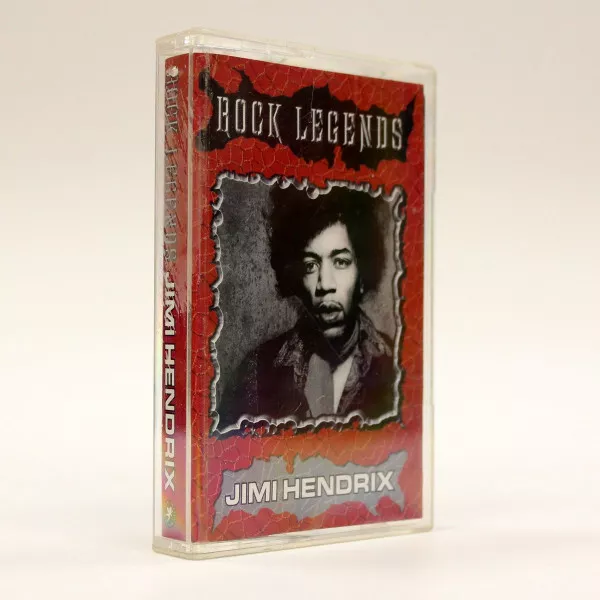 ROCK LEGENDS
JIMI HENDRIX
ROCK LEGENDS JIMI HENDRIX